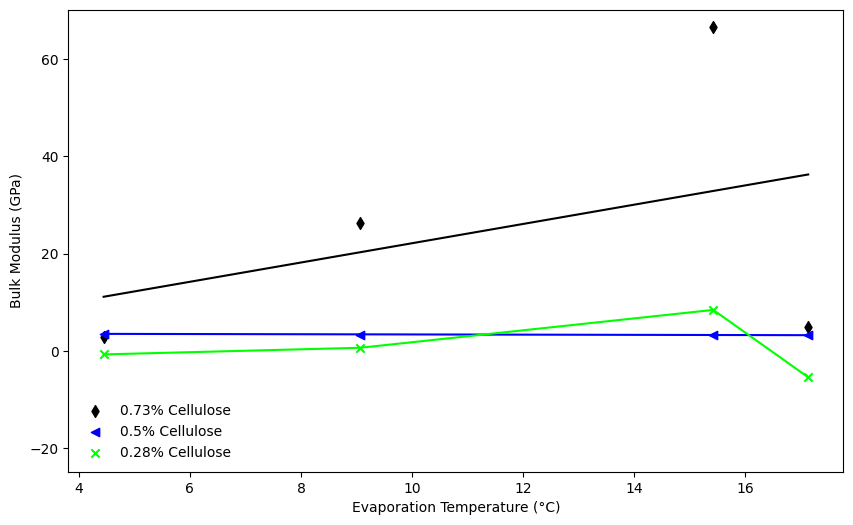 60
40
20
0
−20
Bulk Modulus (GPa)
0.73% Cellulose
0.5% Cellulose
0.28% Cellulose
4 6 8 10 12 14 16
Evaporation Temperature (°C)